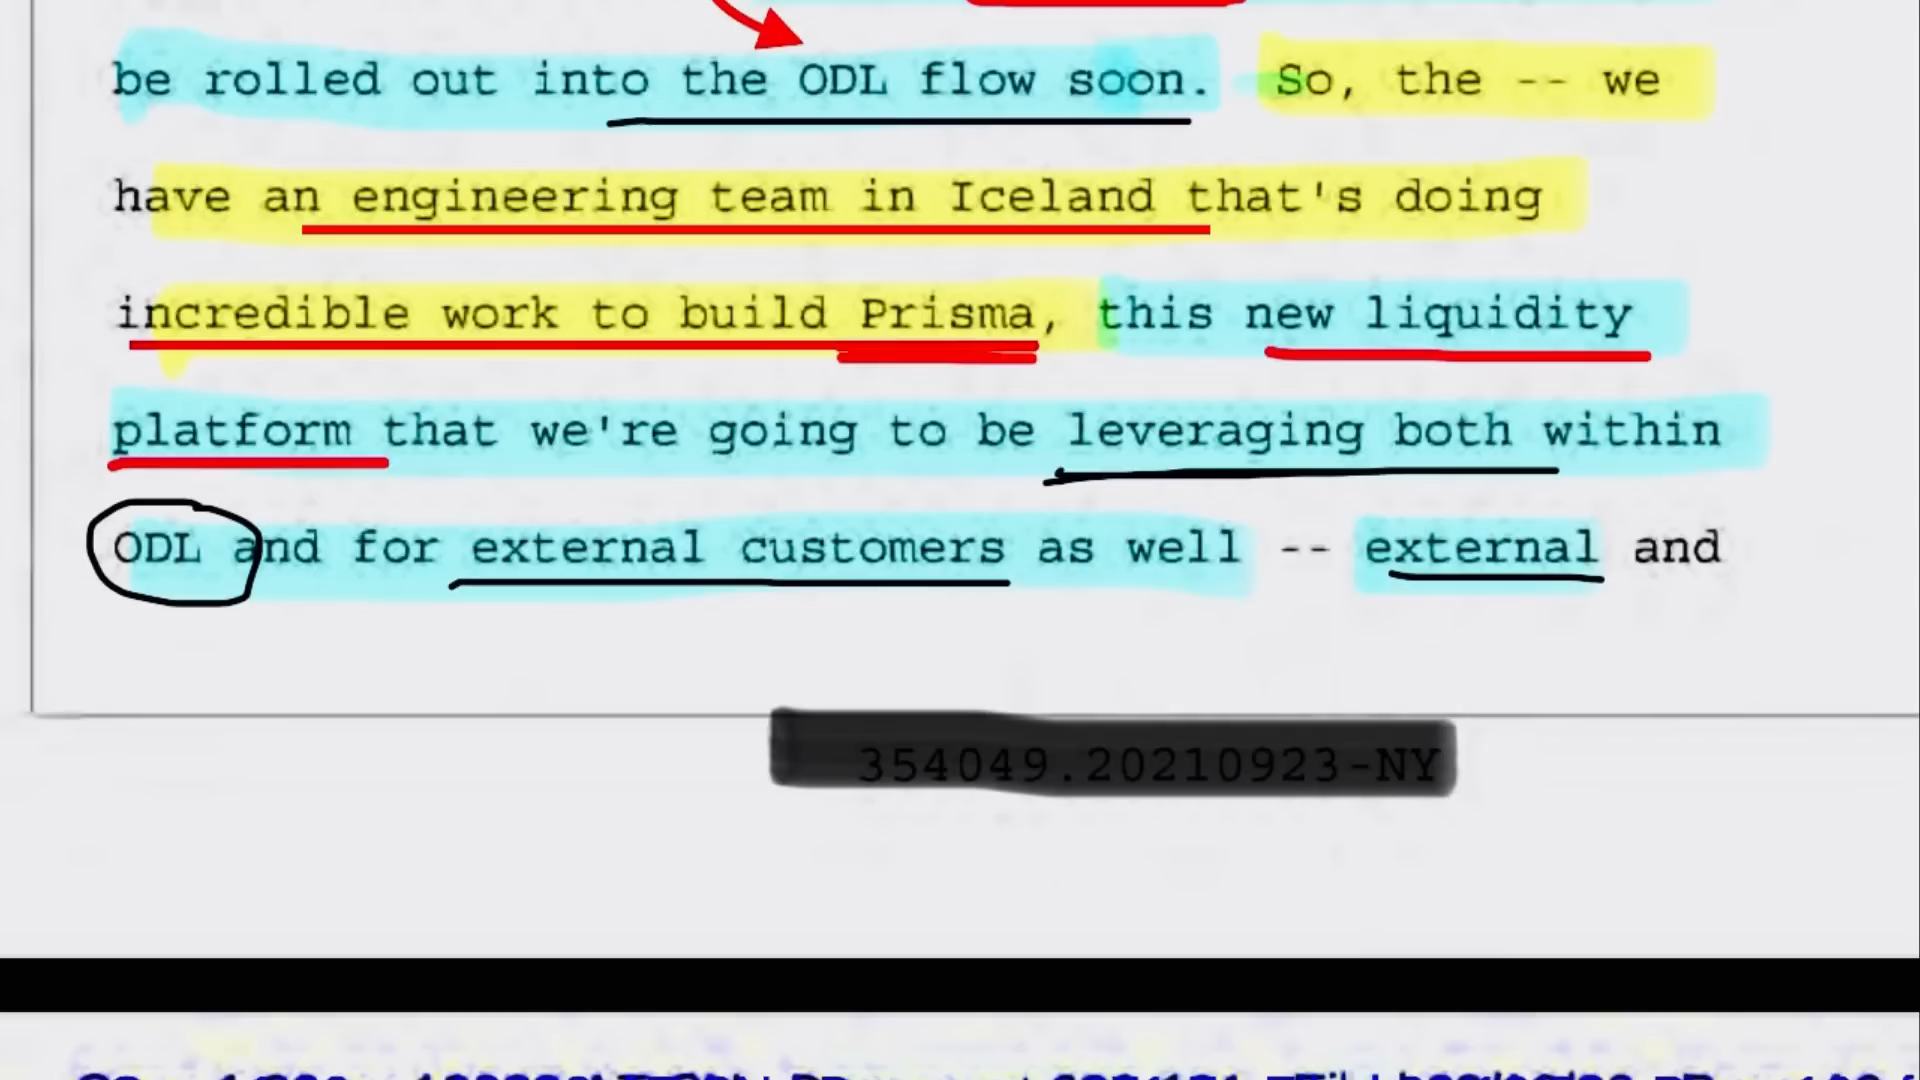 be rolled out into the ODL flow soon. So, the -- we
have an engineering team in Iceland that's doing
incredible work to build Prisma, this new liquidity
platform that we're going to be leveraging both within
ODL and for external customers as well -- external and
354049.20210923-NY